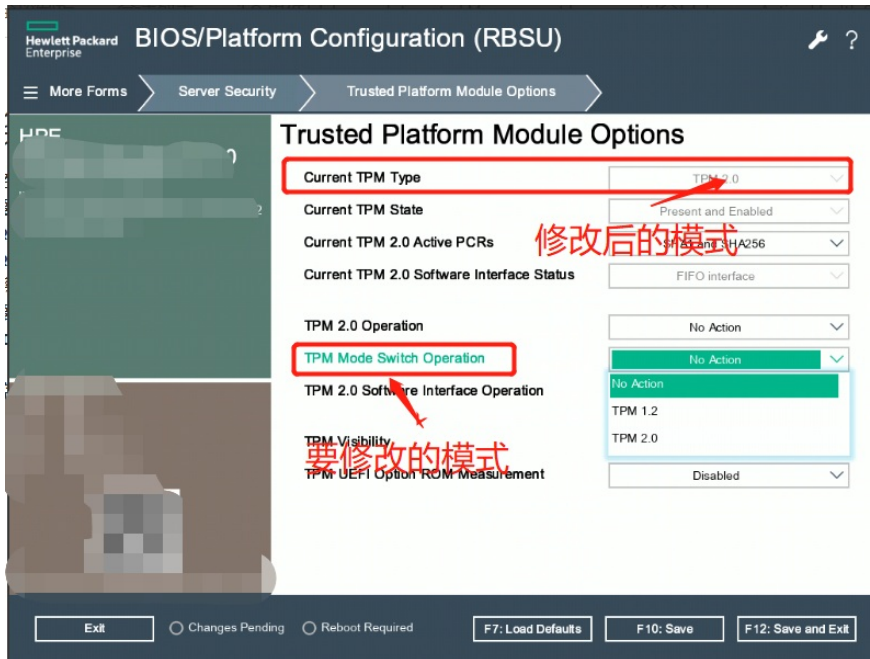 Hewlett Packard
Enterprise
BIOS/Platform Configuration (RBSU)
?
More Forms
Server Security
Trusted Platform Module Options
Trusted Platform Module Options
Current TPM Type
TPM 2.0
Current TPM State
Present and Enabled
Current TPM 2.0 Active PCRs
SHA1 and SHA256
修改后的模式
Current TPM 2.0 Software Interface Status
FIFO interface
TPM 2.0 Operation
No Action
TPM Mode Switch Operation
No Action
No Action
TPM 1.2
TPM 2.0
TPM 2.0 Software Interface Operation
TPM Visibility
要修改的模式
TPM UEFI Option ROM Measurement
Disabled
Exit
Changes Pending
Reboot Required
F7: Load Defaults
F10: Save
F12: Save and Exit